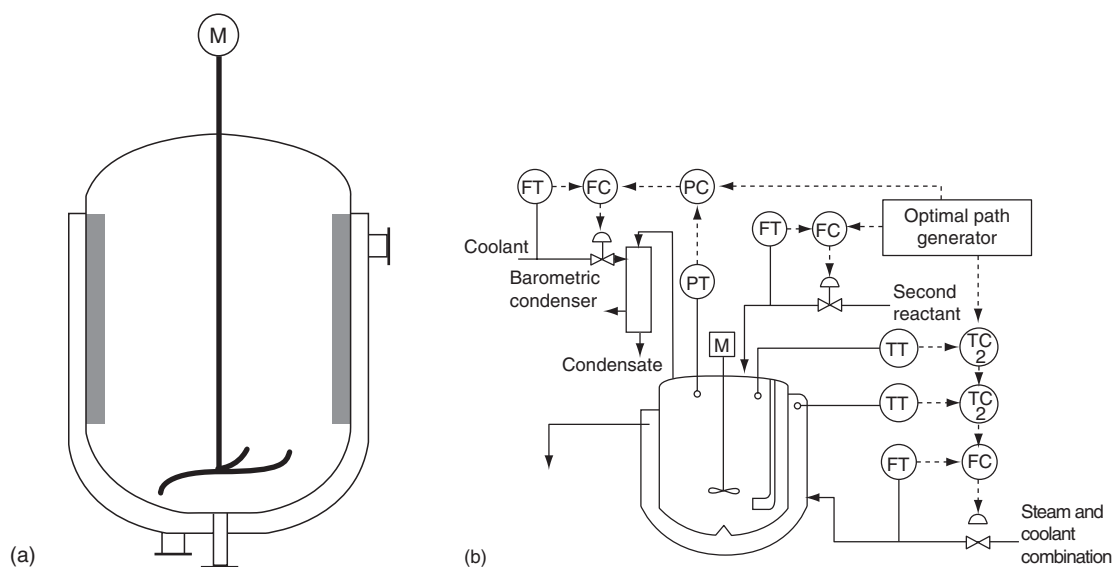 M
(a)
FT
FC
PC
Optimal path
generator
FT
FC
Coolant
Barometric
condenser
PT
Second
reactant
Condensate
M
TT
TC
2
TT
TC
2
FT
FC
Steam and
coolant
combination
(b)